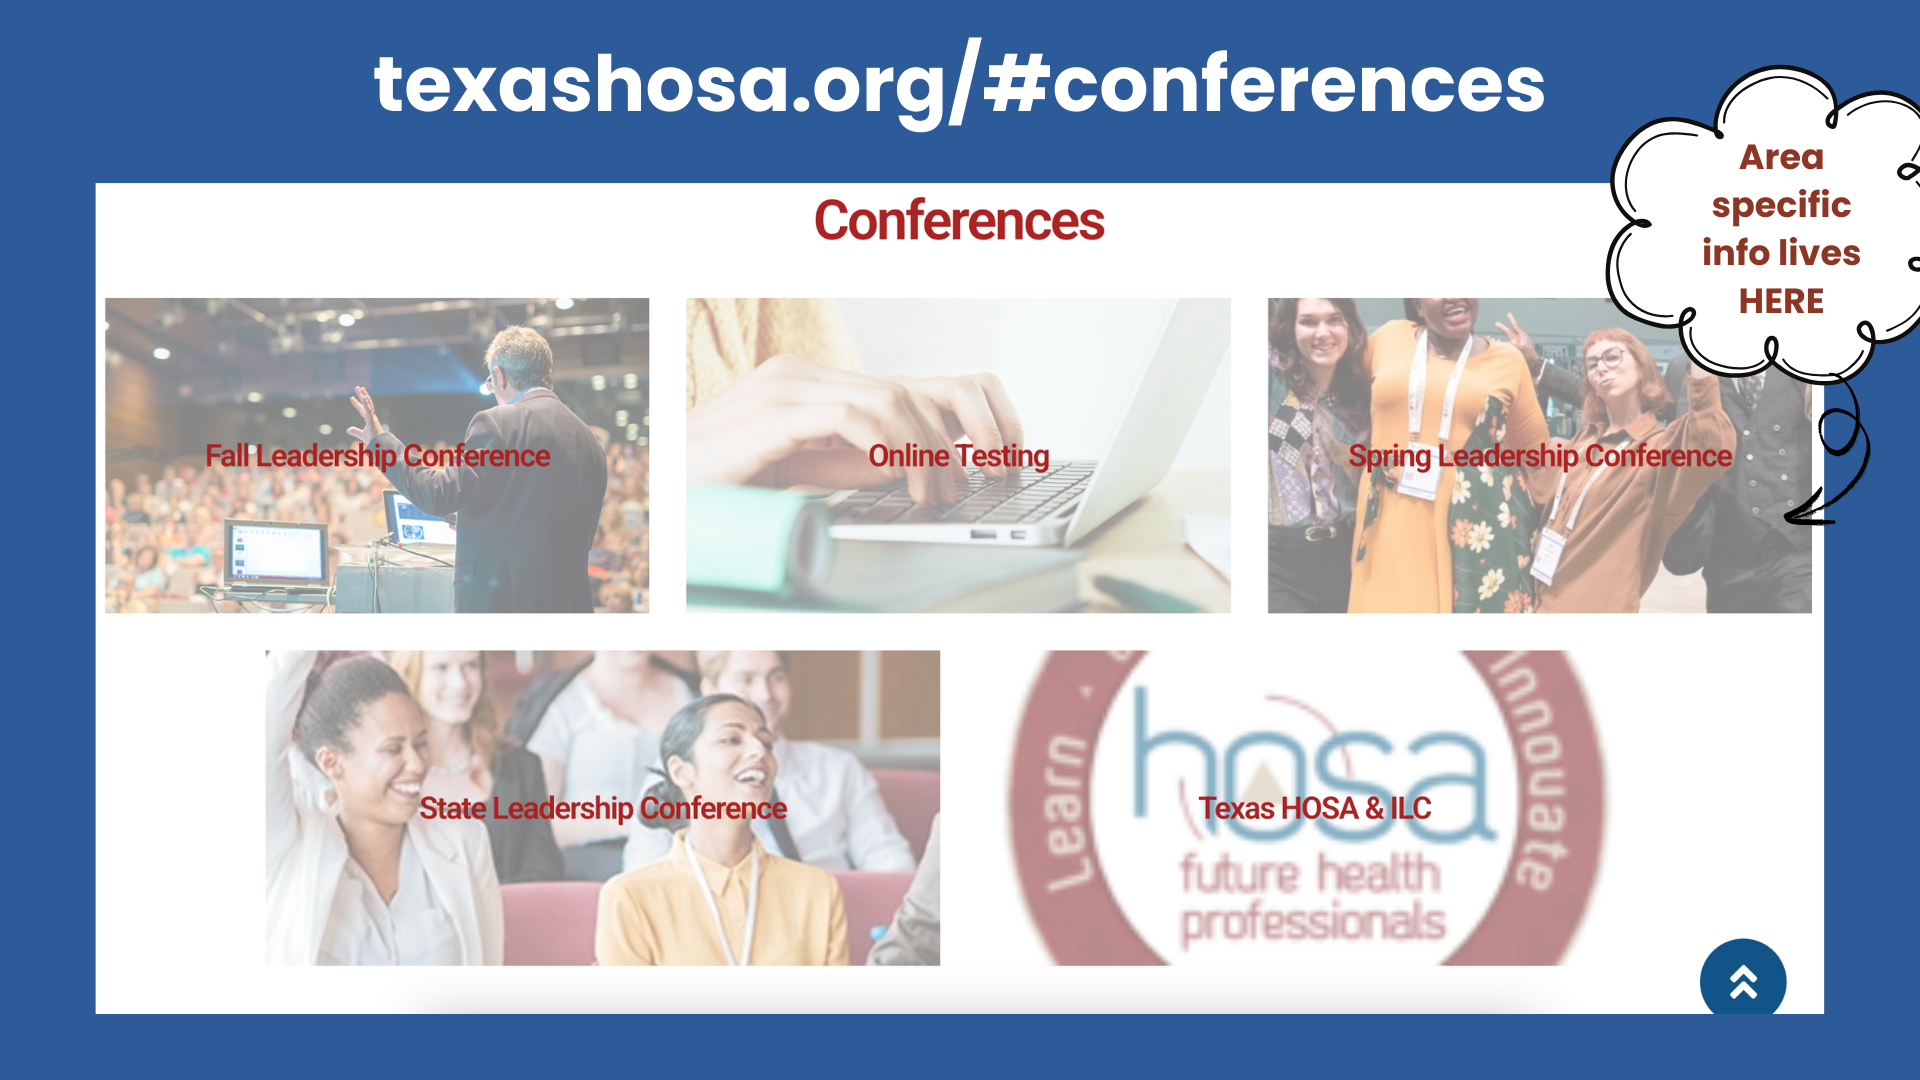 texashosa.org/#conferences
Area
specific
info lives
HERE
Conferences
Fall Leadership Conference
Online Testing
Spring Leadership Conference
State Leadership Conference
Texas HOSA & ILC
Learn
Innovate
hosa
future health
professionals